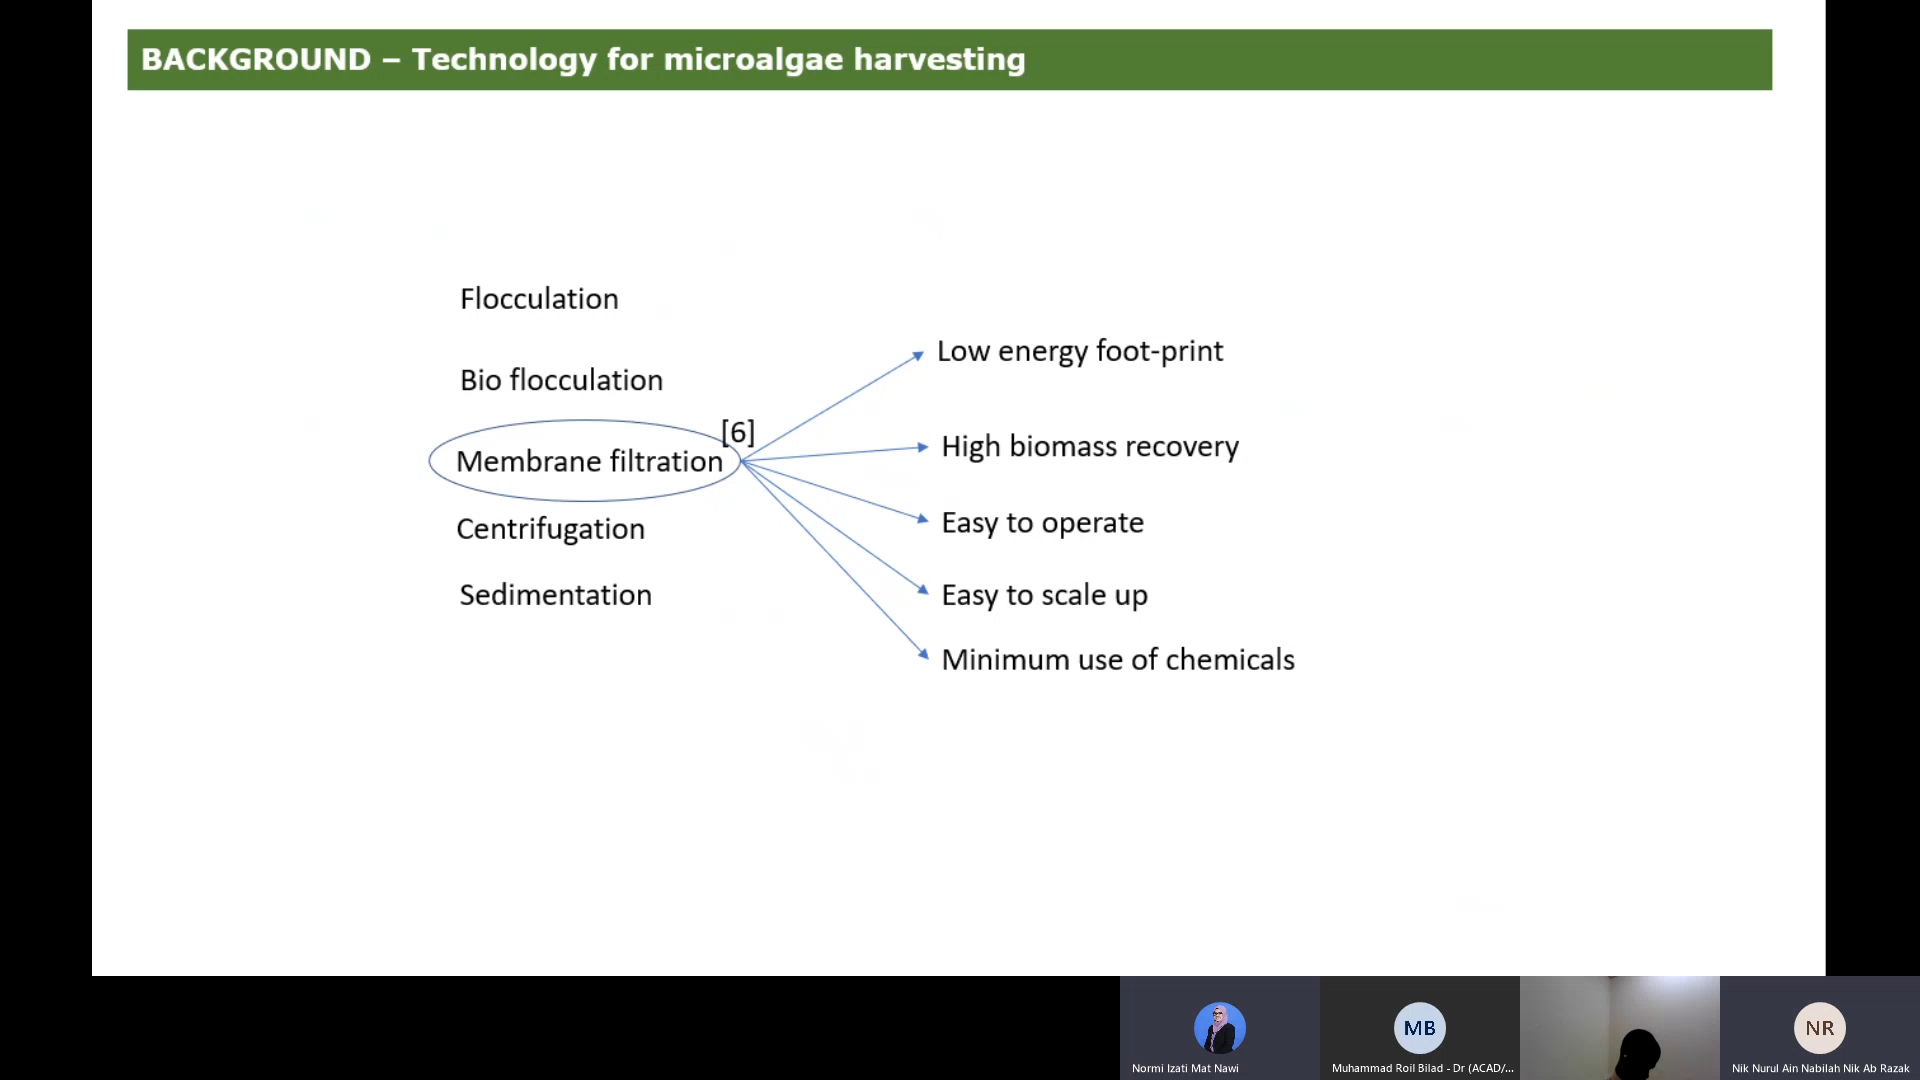 BACKGROUND – Technology for microalgae harvesting
Flocculation
Bio flocculation
Membrane filtration
[6]
Centrifugation
Sedimentation
Low energy foot-print
High biomass recovery
Easy to operate
Easy to scale up
Minimum use of chemicals
MB
NR
Normi Izati Mat Nawi
Muhammad Roil Bilad - Dr (ACAD/...
Nik Nurul Ain Nabilah Nik Ab Razak